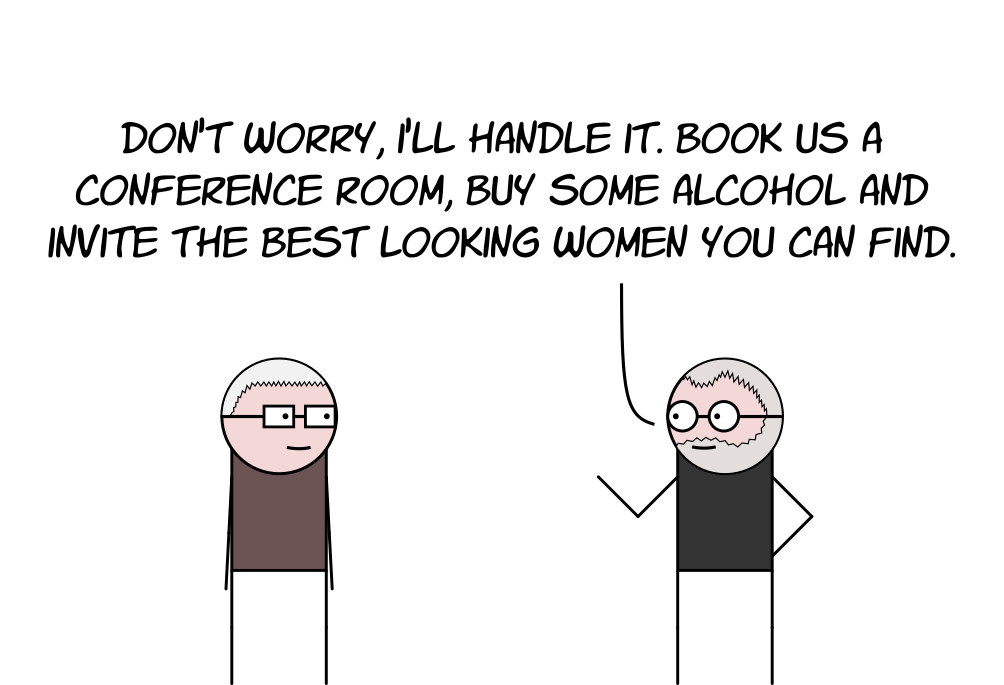 DON'T WORRY, I'LL HANDLE IT. BOOK US A
CONFERENCE ROOM, BUY SOME ALCOHOL AND
INVITE THE BEST LOOKING WOMEN YOU CAN FIND.